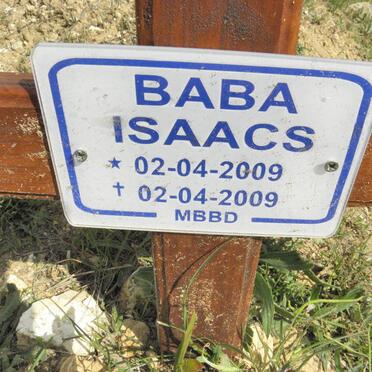 BABA
ISAACS
★ 02-04-2009
✝ 02-04-2009
MBBD